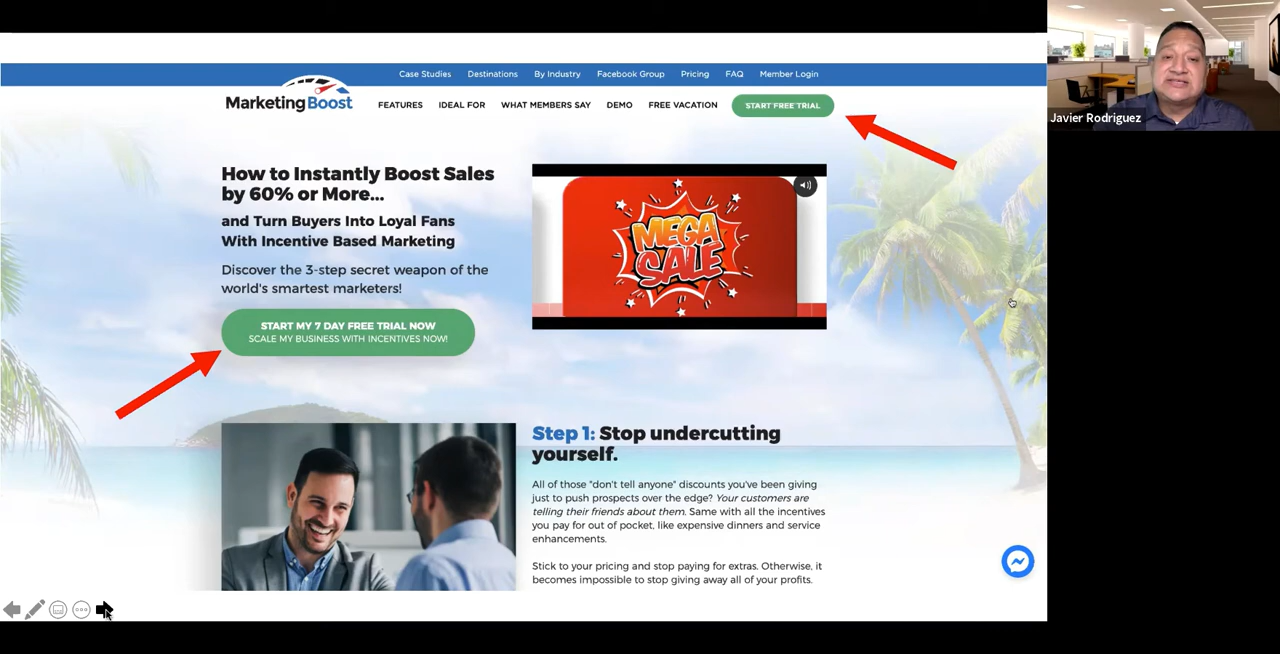 Case Studies Destinations By Industry Facebook Group Pricing FAQ Member Login
MarketingBoost
FEATURES IDEAL FOR WHAT MEMBERS SAY DEMO FREE VACATION START FREE TRIAL
Javier Rodriguez
How to Instantly Boost Sales
by 60% or More...
and Turn Buyers Into Loyal Fans
With Incentive Based Marketing
Discover the 3-step secret weapon of the
world's smartest marketers!
START MY 7 DAY FREE TRIAL NOW
SCALE MY BUSINESS WITH INCENTIVES NOW!
MEGA
SALE
Step 1: Stop undercutting
yourself.
All of those "don't tell anyone" discounts you've been giving
just to push prospects over the edge? Your customers are
telling their friends about them. Same with all the incentives
you pay for out of pocket, like expensive dinners and service
enhancements.
Stick to your pricing and stop paying for extras. Otherwise, it
becomes impossible to stop giving away all of your profits.